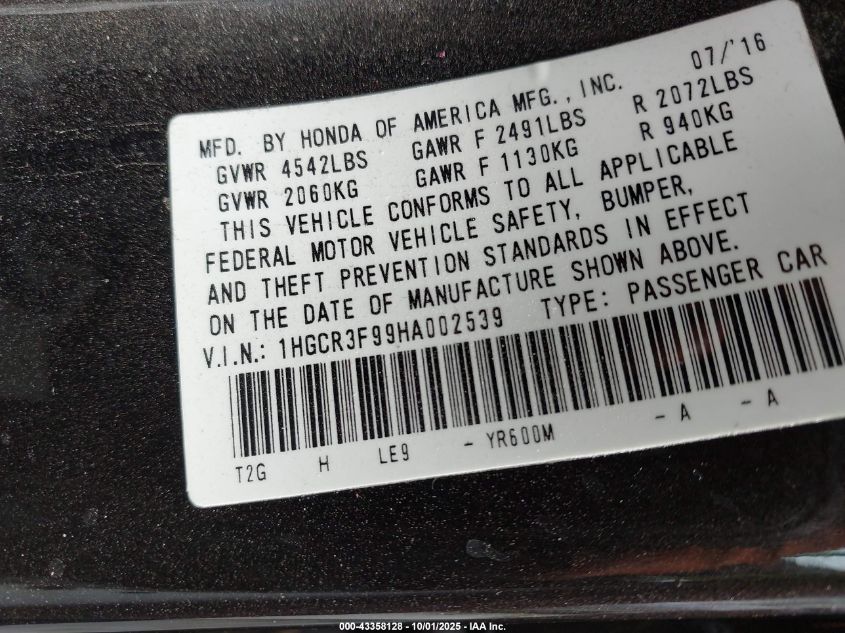 07/'16
MFD. BY HONDA OF AMERICA MFG., INC.
GVWR 4542LBS GAWR F 2491LBS R 2072LBS
GVWR 2060KG GAWR F 1130KG R 940KG
THIS VEHICLE CONFORMS TO ALL APPLICABLE
FEDERAL MOTOR VEHICLE SAFETY, BUMPER,
AND THEFT PREVENTION STANDARDS IN EFFECT
ON THE DATE OF MANUFACTURE SHOWN ABOVE.
V.I.N.: 1HGCR3F99HA002539 TYPE: PASSENGER CAR
T2G H LE9 - YR600M - A - A
000-43358128 - 10/01/2025 - IAA Inc.